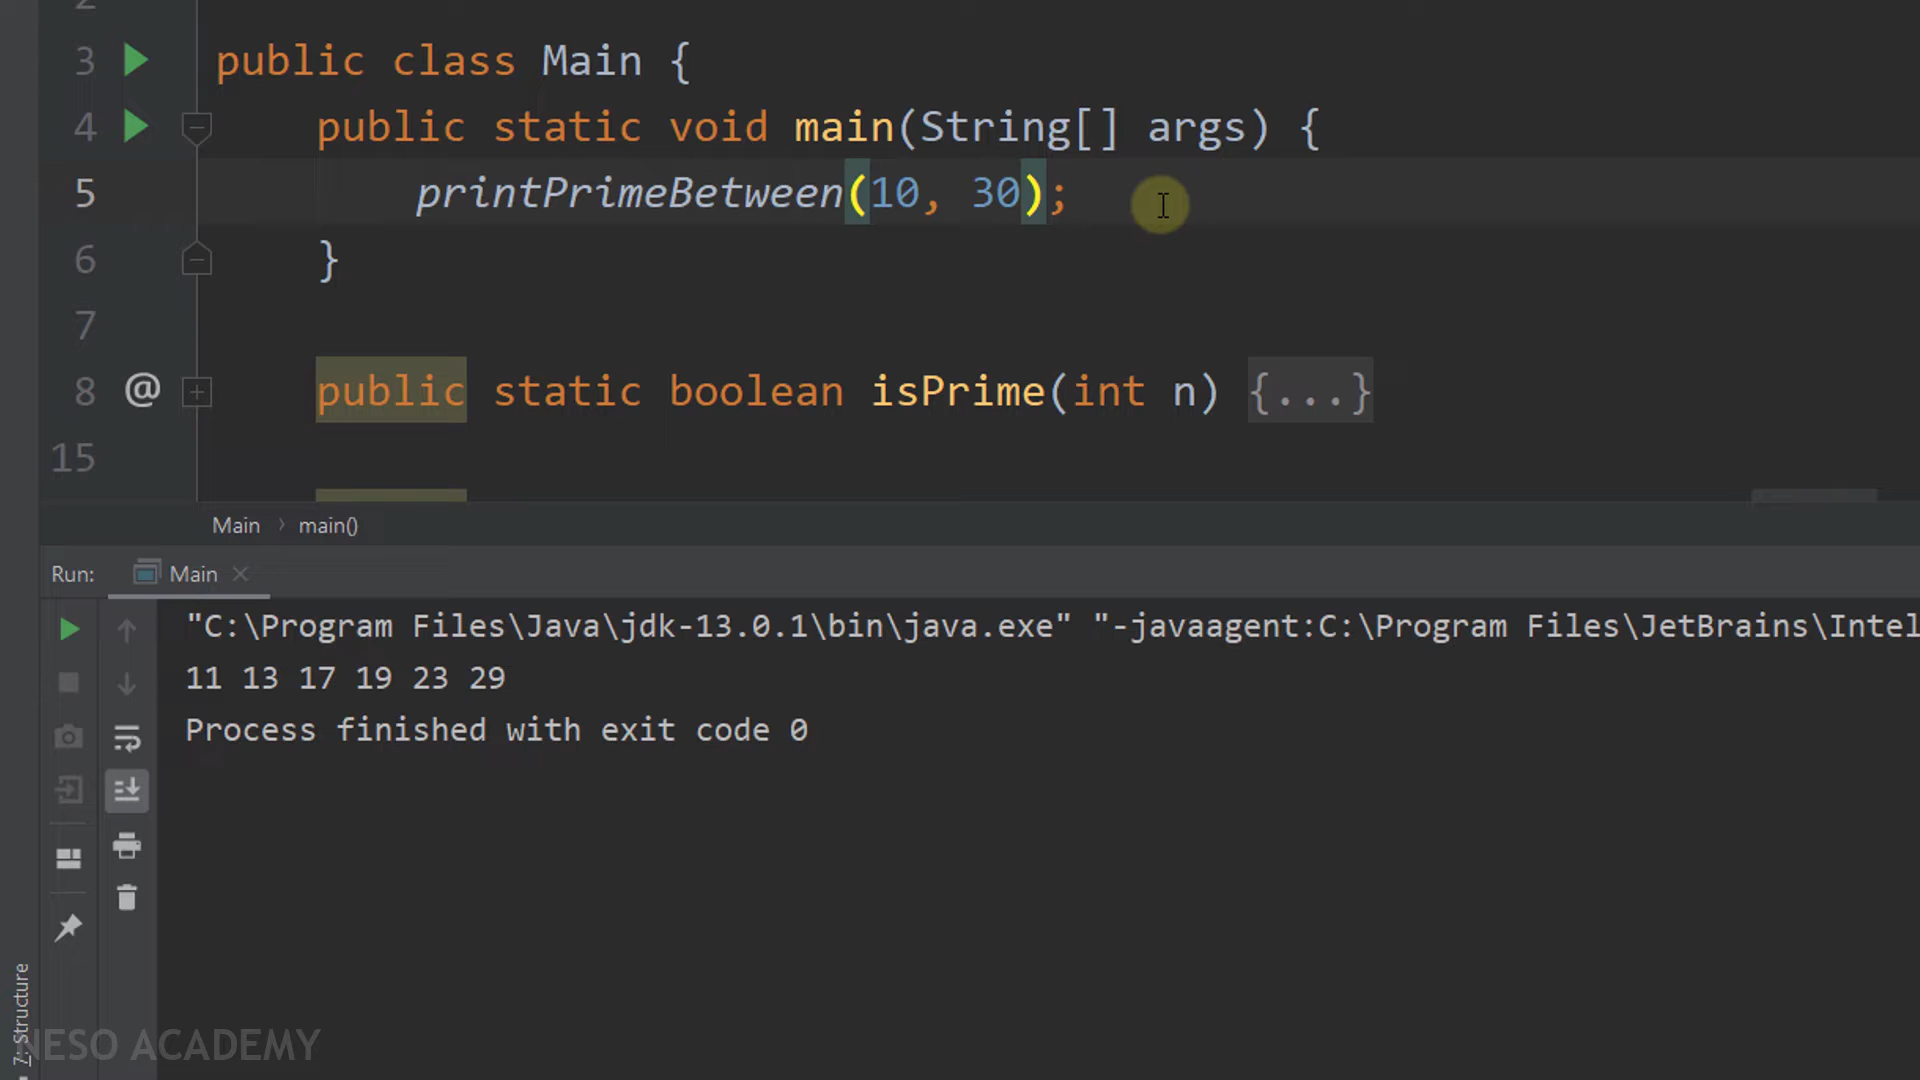 2
3 public class Main {
4 public static void main(String[] args) {
5 printPrimeBetween(10, 30);
6 }
7
8 @ public static boolean isPrime(int n) {...}
15
Main › main()
Run: Main
"C:\Program Files\Java\jdk-13.0.1\bin\java.exe" "-javaagent:C:\Program Files\JetBrains\Intel
11 13 17 19 23 29
Process finished with exit code 0
7: Structure
NESO ACADEMY